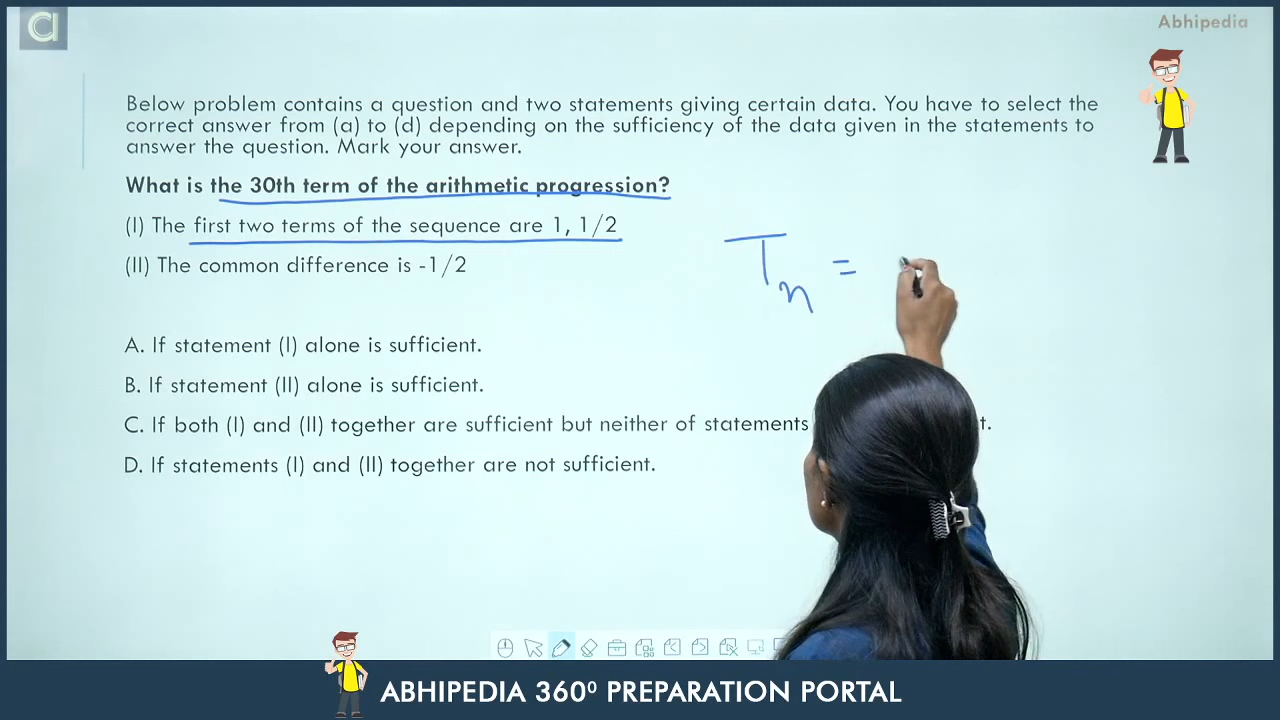 Abhipedia
Below problem contains a question and two statements giving certain data. You have to select the
correct answer from (a) to (d) depending on the sufficiency of the data given in the statements to
answer the question. Mark your answer.
What is the 30th term of the arithmetic progression?
(I) The first two terms of the sequence are 1, 1/2
(II) The common difference is -1/2
Tn =
A. If statement (I) alone is sufficient.
B. If statement (II) alone is sufficient.
C. If both (I) and (II) together are sufficient but neither of statements
D. If statements (I) and (II) together are not sufficient.
ABHIPEDIA 360⁰ PREPARATION PORTAL